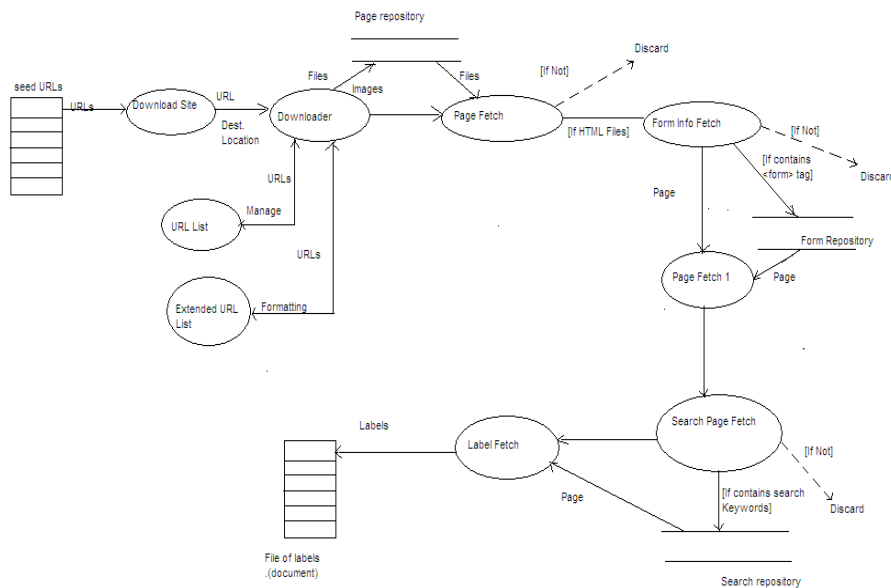 Page repository
Discard
[If Not]
Files
Files
seed URLs
URL
Images
URLs
Download Site
Downloader
Page Fetch
Form Info Fetch
[If Not]
Dest.
Location
[If HTML Files]
[If contains
<form> tag]
Discard
URLs
Page
Manage
URL List
URLs
Form Repository
Page Fetch 1
Page
Extended URL
List
Formatting
Labels
Search Page Fetch
Label Fetch
[If Not]
[If contains search
Keywords]
Page
Discard
File of labels
.(document)
Search repository